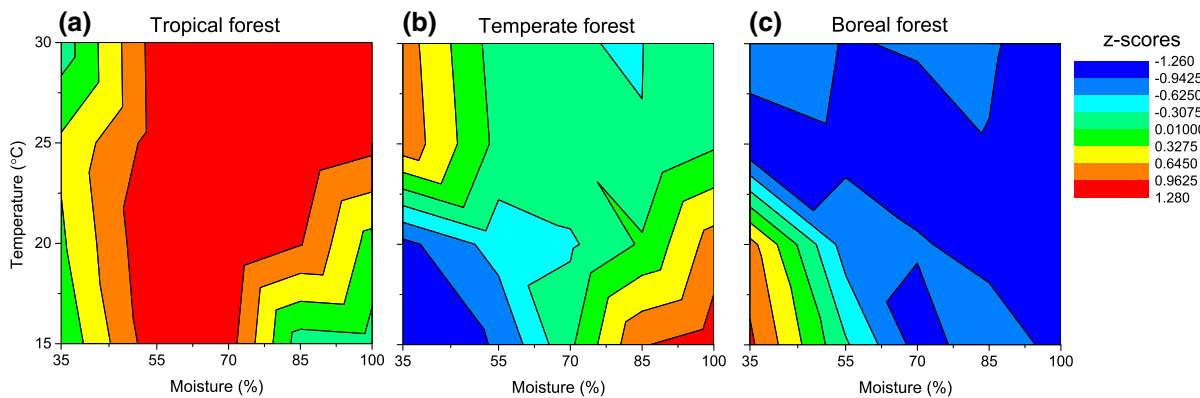 (a) Tropical forest
(b) Temperate forest
(c) Boreal forest
z-scores
-1.260
-0.9425
-0.6250
-0.3075
0.01000
0.3275
0.6450
0.9625
1.280
Temperature (°C)
30
25
20
15
35 55 70 85 100
35 55 70 85 100
35 55 70 85 100
Moisture (%)
Moisture (%)
Moisture (%)